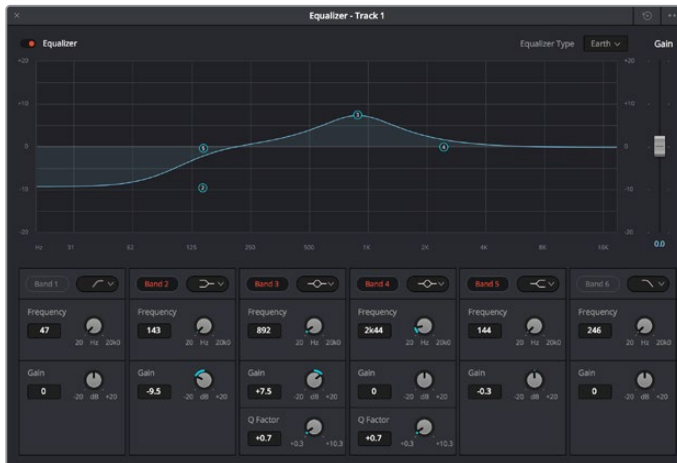 Equalizer - Track 1
Equalizer
Equalizer Type Earth Gain
+20 +20
+10 +10
0 0
-10 -10
-20 -20
Hz 31 62 125 250 500 1K 2K 4K 8K 16K 0.0
Band 1 Band 2 Band 3 Band 4 Band 5 Band 6
Frequency Frequency Frequency Frequency Frequency Frequency
47 143 892 2k44 144 246
20 Hz 20k0 20 Hz 20k0 20 Hz 20k0 20 Hz 20k0 20 Hz 20k0 20 Hz 20k0
Gain Gain Gain Gain Gain Gain
0 -9.5 +7.5 0 -0.3 0
-20 dB +20 -20 dB +20 -20 dB +20 -20 dB +20 -20 dB +20 -20 dB +20
Q Factor Q Factor
+0.7 +0.7
+0.3 +10.3 +0.3 +10.3